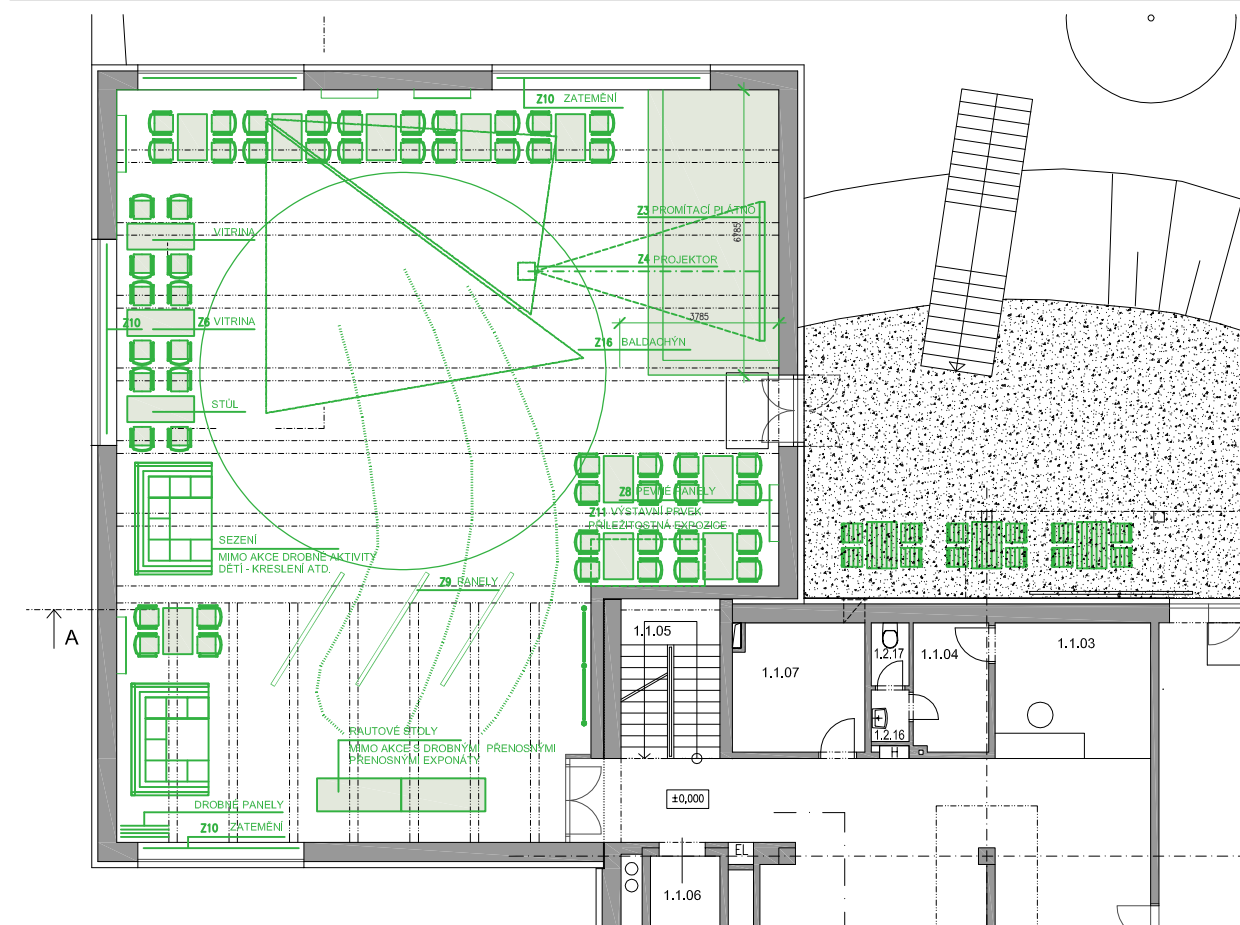 Z10 ZATEMĚNÍ
Z3 PROMÍTACÍ PLÁTNO
6785
VITRINA
Z4 PROJEKTOR
3785
Z10
Z6 VITRINA
Z16 BALDACHÝN
STŮL
Z8 PEVNÉ PANELY
Z11 VÝSTAVNÍ PRVEK
PŘÍLEŽITOSTNÁ EXPOZICE
SEZENÍ
MIMO AKCE DROBNÉ AKTIVITY
DĚTÍ - KRESLENÍ ATD.
Z9 PANELY
A
1.1.05
1.2.17
1.1.04
1.1.03
1.1.07
1.2.16
H
RAUTOVÉ STOLY
MIMO AKCE S DROBNÝMI PŘENOSNÝMI
PŘENOSNÝMI EXPONÁTY
DROBNÉ PANELY
±0,000
Z10 ZATEMĚNÍ
EL
1.1.06